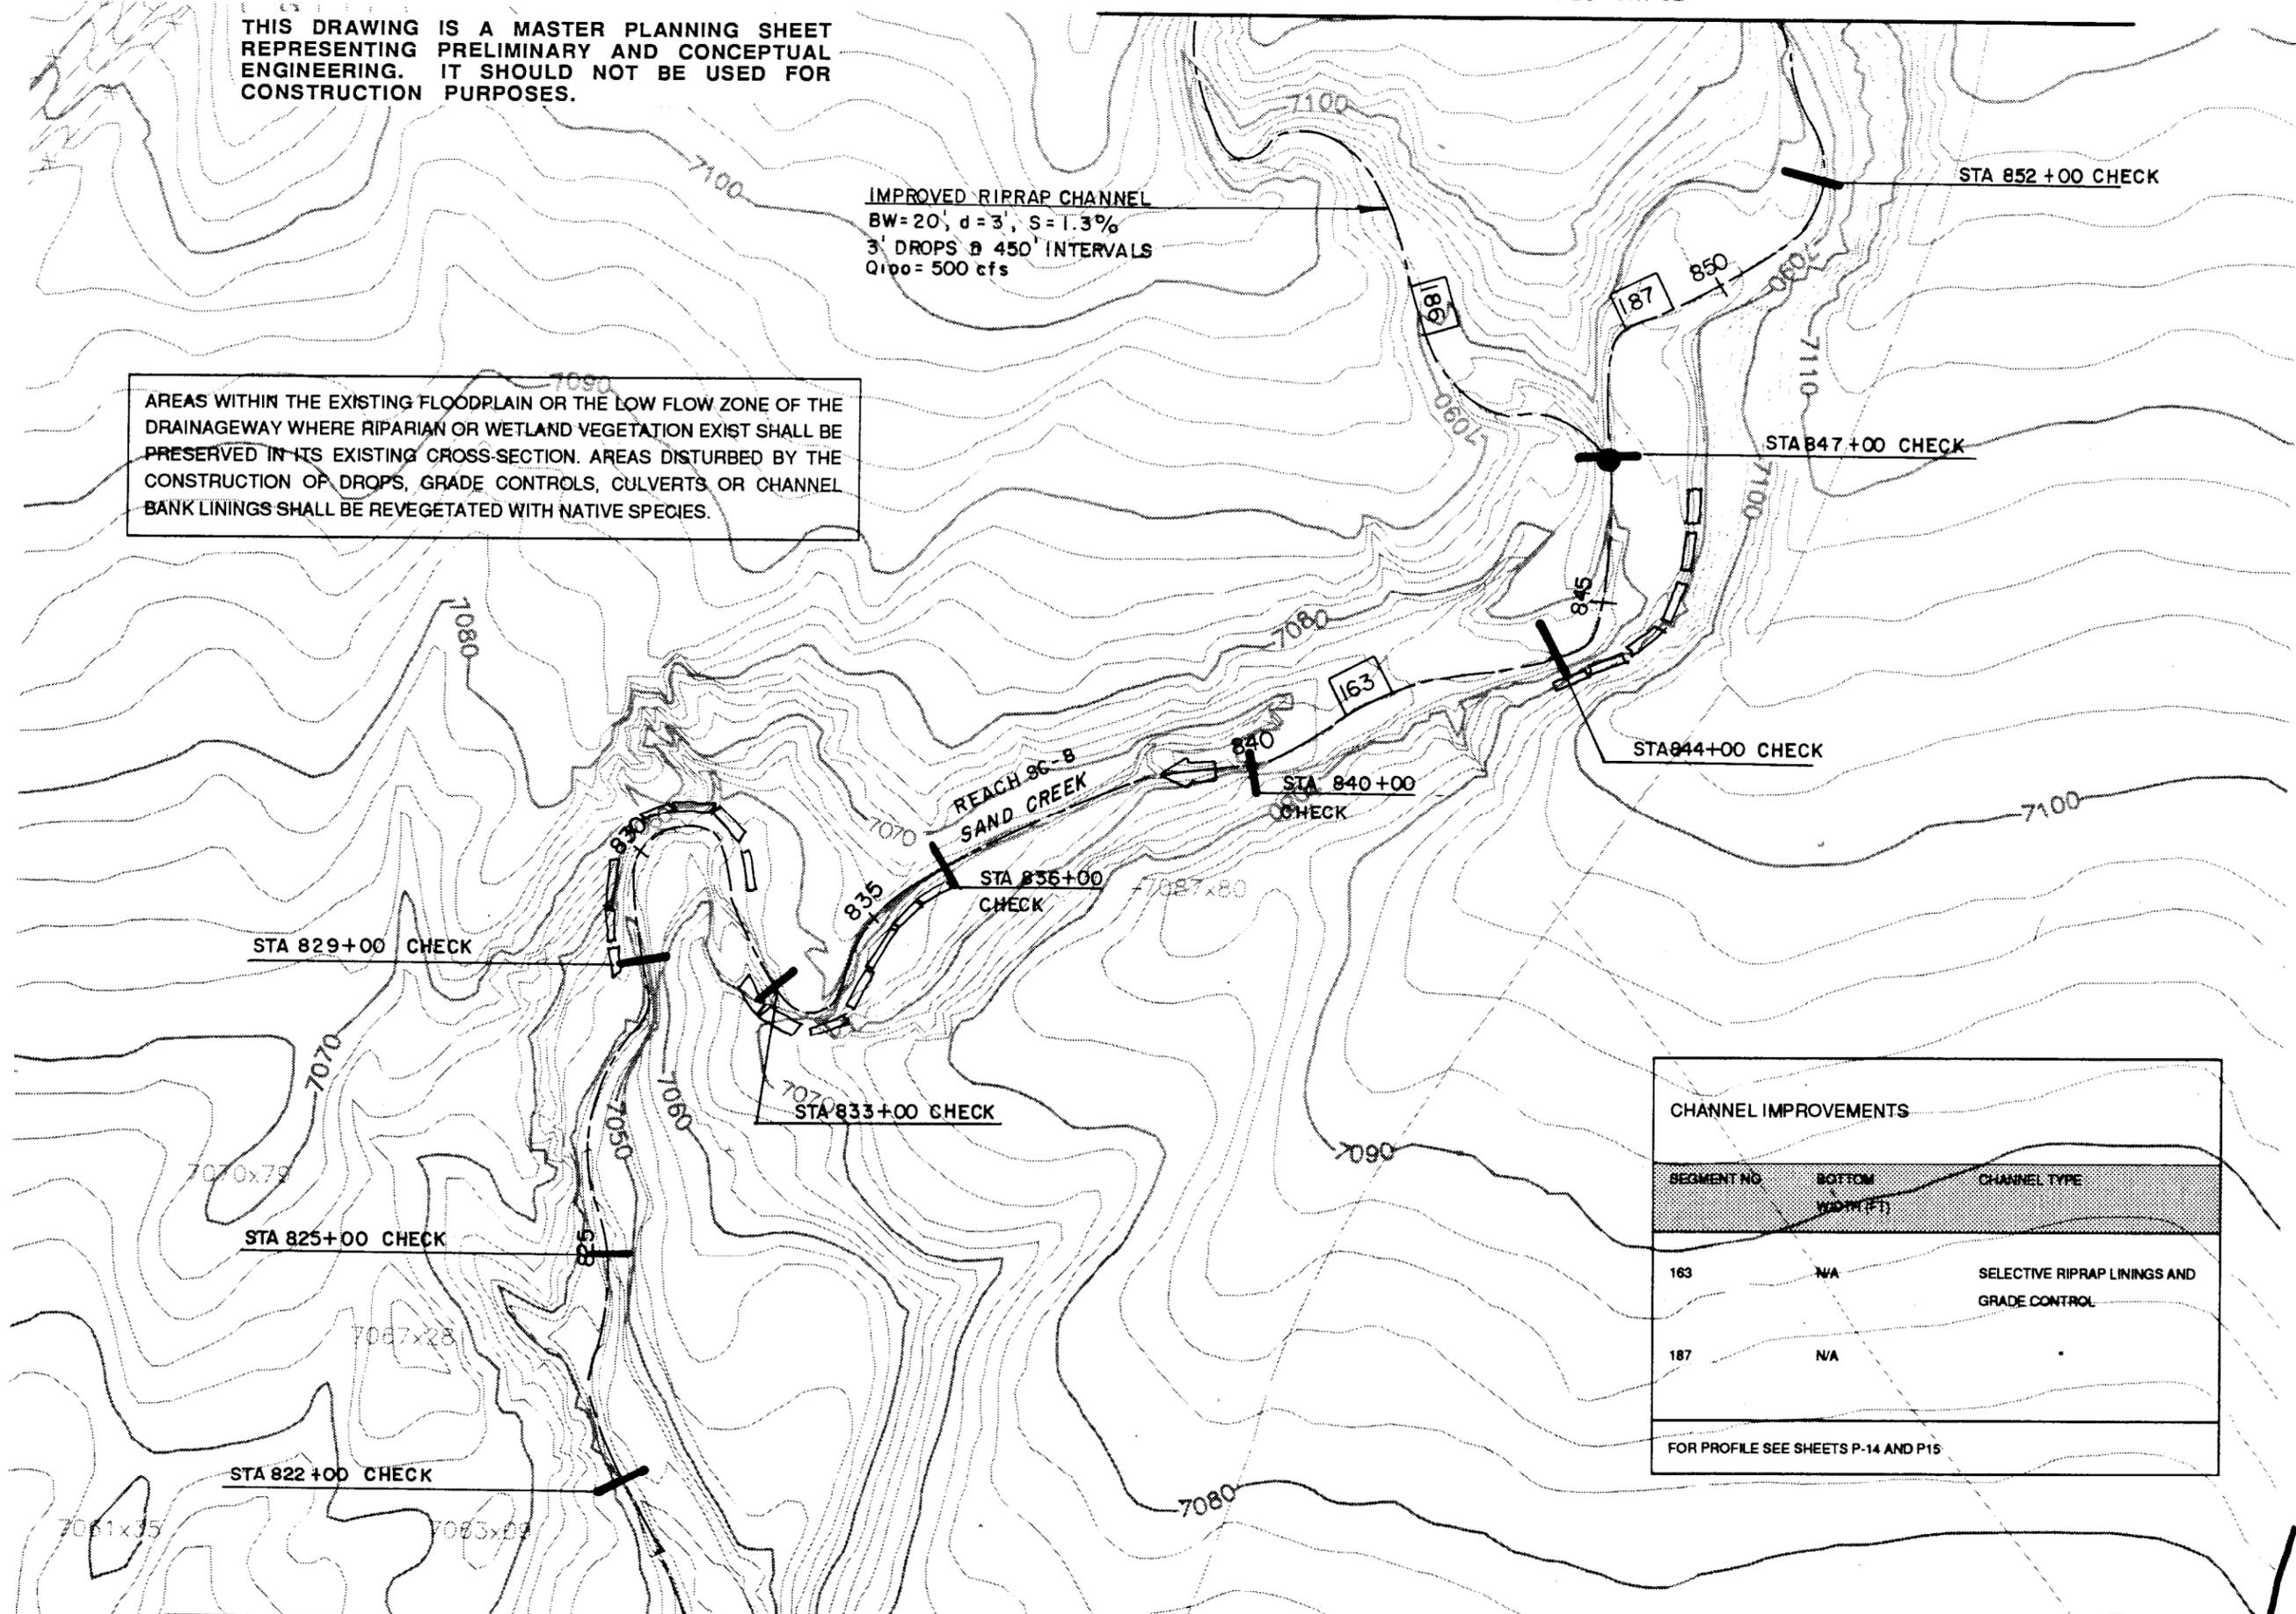 THIS DRAWING IS A MASTER PLANNING SHEET
REPRESENTING PRELIMINARY AND CONCEPTUAL
ENGINEERING. IT SHOULD NOT BE USED FOR
CONSTRUCTION PURPOSES.
7100
7100
IMPROVED RIPRAP CHANNEL
BW=20', d=3', S=1.3%
3' DROPS @ 450' INTERVALS
Q100= 500 cfs
STA 852+00 CHECK
850
7090
187
186
7110
7090
7090
AREAS WITHIN THE EXISTING FLOODPLAIN OR THE LOW FLOW ZONE OF THE
DRAINAGEWAY WHERE RIPARIAN OR WETLAND VEGETATION EXIST SHALL BE
PRESERVED IN ITS EXISTING CROSS-SECTION. AREAS DISTURBED BY THE
CONSTRUCTION OF DROPS, GRADE CONTROLS, CULVERTS OR CHANNEL
BANK LININGS SHALL BE REVEGETATED WITH NATIVE SPECIES.
STA 847+00 CHECK
7100
845
7080
7080
163
STA 844+00 CHECK
840
STA 840+00
CHECK
REACH SC-8
SAND CREEK
7070
7100
830
835
STA 836+00
CHECK
7087x80
STA 829+00 CHECK
7070
7060
7050
7070
STA 833+00 CHECK
7090
7070x78
STA 825+00 CHECK
825
7067x28
STA 822+00 CHECK
7080
CHANNEL IMPROVEMENTS
SEGMENT NO
BOTTOM
WIDTH (FT)
CHANNEL TYPE
163 N/A SELECTIVE RIPRAP LININGS AND
GRADE CONTROL
187 N/A "
FOR PROFILE SEE SHEETS P-14 AND P15